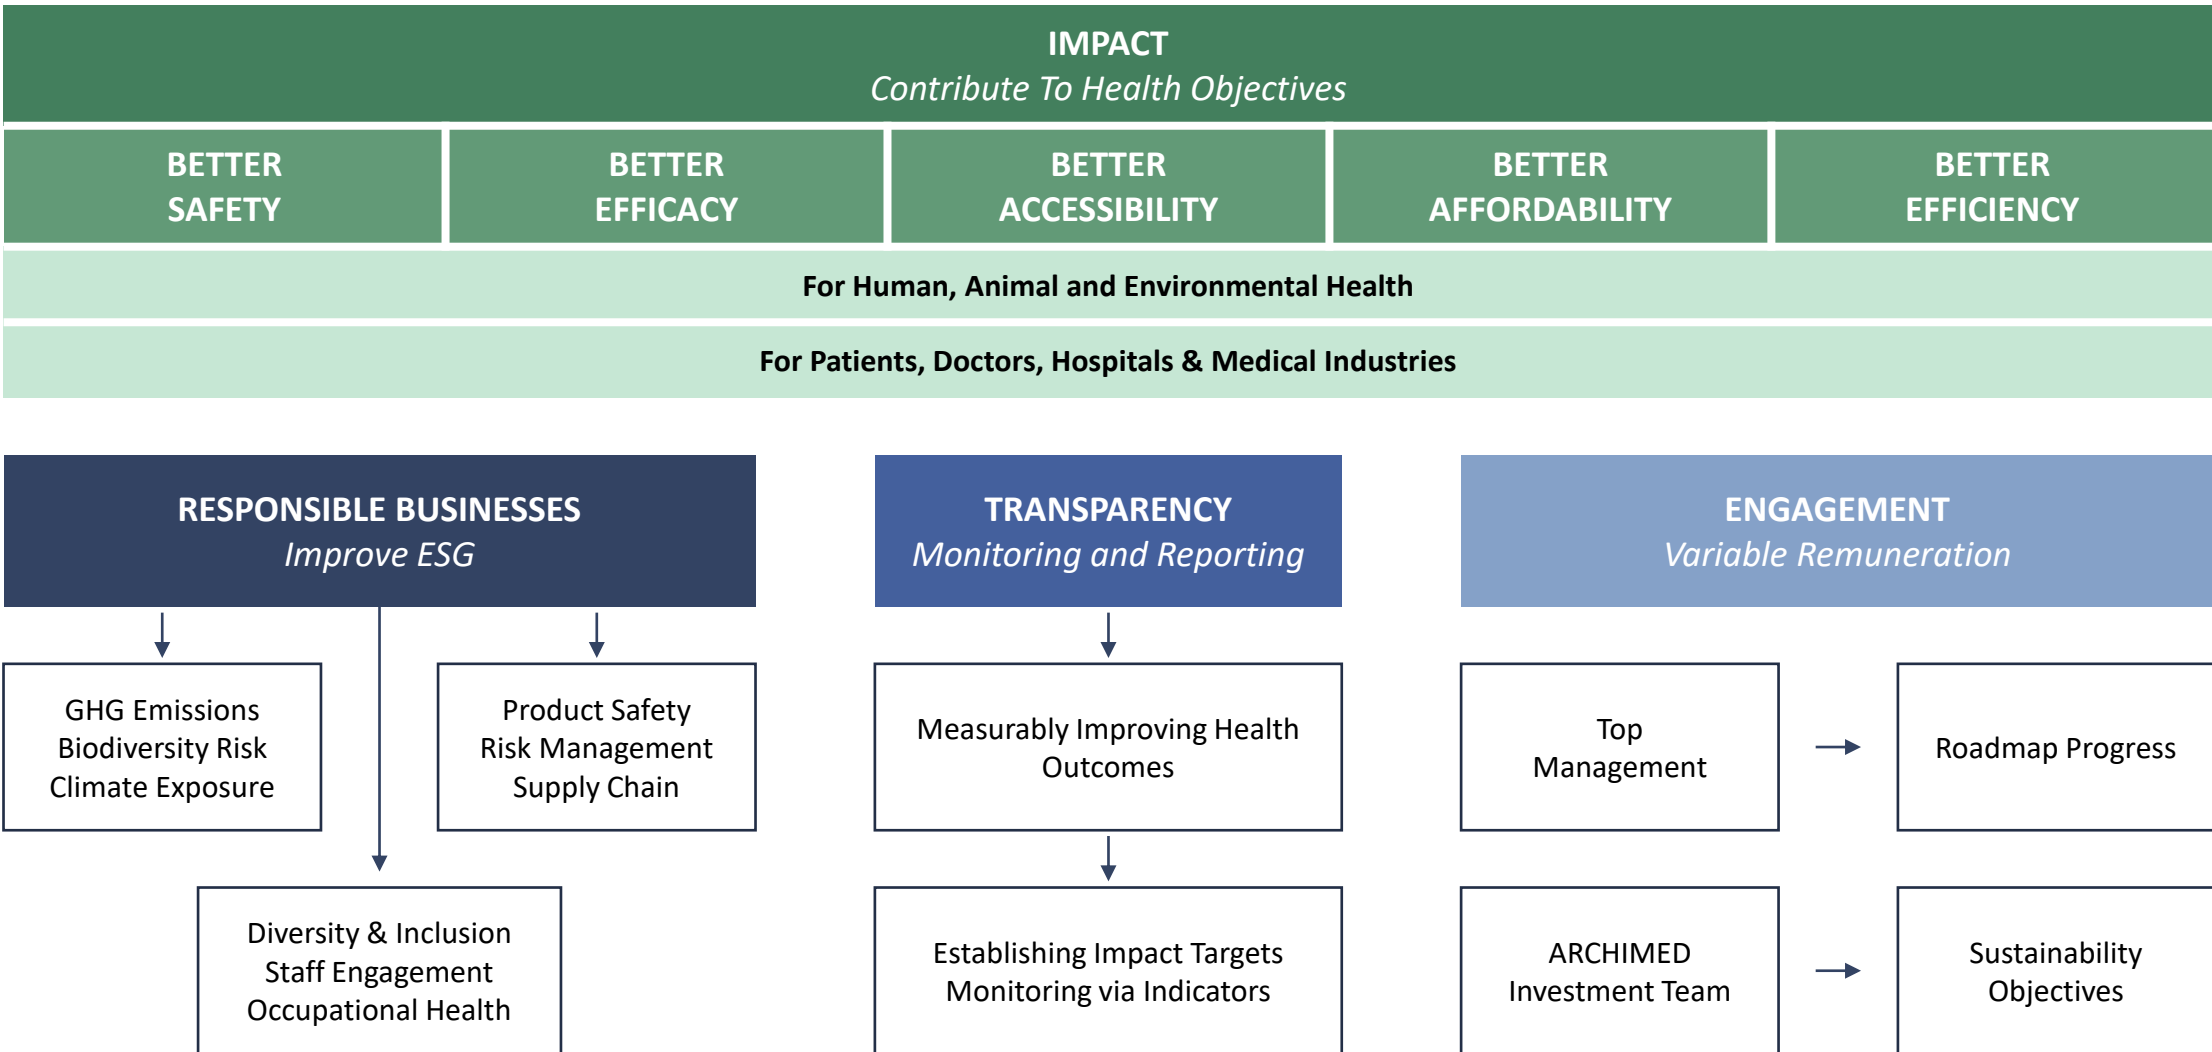 IMPACT
Contribute To Health Objectives
BETTER
SAFETY
BETTER
EFFICACY
BETTER
ACCESSIBILITY
BETTER
AFFORDABILITY
BETTER
EFFICIENCY
For Human, Animal and Environmental Health
For Patients, Doctors, Hospitals & Medical Industries
RESPONSIBLE BUSINESSES
Improve ESG
GHG Emissions
Biodiversity Risk
Climate Exposure
Product Safety
Risk Management
Supply Chain
Diversity & Inclusion
Staff Engagement
Occupational Health
TRANSPARENCY
Monitoring and Reporting
Measurably Improving Health
Outcomes
Establishing Impact Targets
Monitoring via Indicators
ENGAGEMENT
Variable Remuneration
Top
Management
Roadmap Progress
ARCHIMED
Investment Team
Sustainability
Objectives